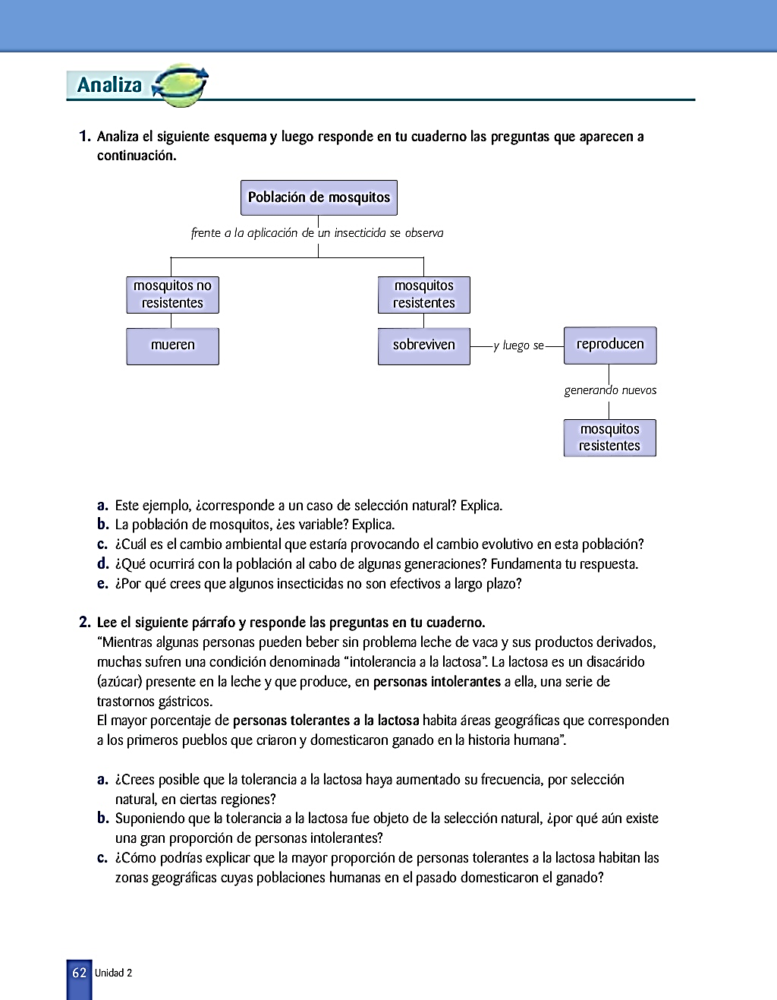 Analiza
1. Analiza el siguiente esquema y luego responde en tu cuaderno las preguntas que aparecen a
continuación.
Población de mosquitos
frente a la aplicación de un insecticida se observa
mosquitos no
resistentes
mosquitos
resistentes
mueren
sobreviven
y luego se
reproducen
generando nuevos
mosquitos
resistentes
a. Este ejemplo, ¿corresponde a un caso de selección natural? Explica.
b. La población de mosquitos, ¿es variable? Explica.
c. ¿Cuál es el cambio ambiental que estaría provocando el cambio evolutivo en esta población?
d. ¿Qué ocurrirá con la población al cabo de algunas generaciones? Fundamenta tu respuesta.
e. ¿Por qué crees que algunos insecticidas no son efectivos a largo plazo?
2. Lee el siguiente párrafo y responde las preguntas en tu cuaderno.
“Mientras algunas personas pueden beber sin problema leche de vaca y sus productos derivados,
muchas sufren una condición denominada “intolerancia a la lactosa”. La lactosa es un disacárido
(azúcar) presente en la leche y que produce, en personas intolerantes a ella, una serie de
trastornos gástricos.
El mayor porcentaje de personas tolerantes a la lactosa habita áreas geográficas que corresponden
a los primeros pueblos que criaron y domesticaron ganado en la historia humana”.
a. ¿Crees posible que la tolerancia a la lactosa haya aumentado su frecuencia, por selección
natural, en ciertas regiones?
b. Suponiendo que la tolerancia a la lactosa fue objeto de la selección natural, ¿por qué aún existe
una gran proporción de personas intolerantes?
c. ¿Cómo podrías explicar que la mayor proporción de personas tolerantes a la lactosa habitan las
zonas geográficas cuyas poblaciones humanas en el pasado domesticaron el ganado?
62 Unidad 2